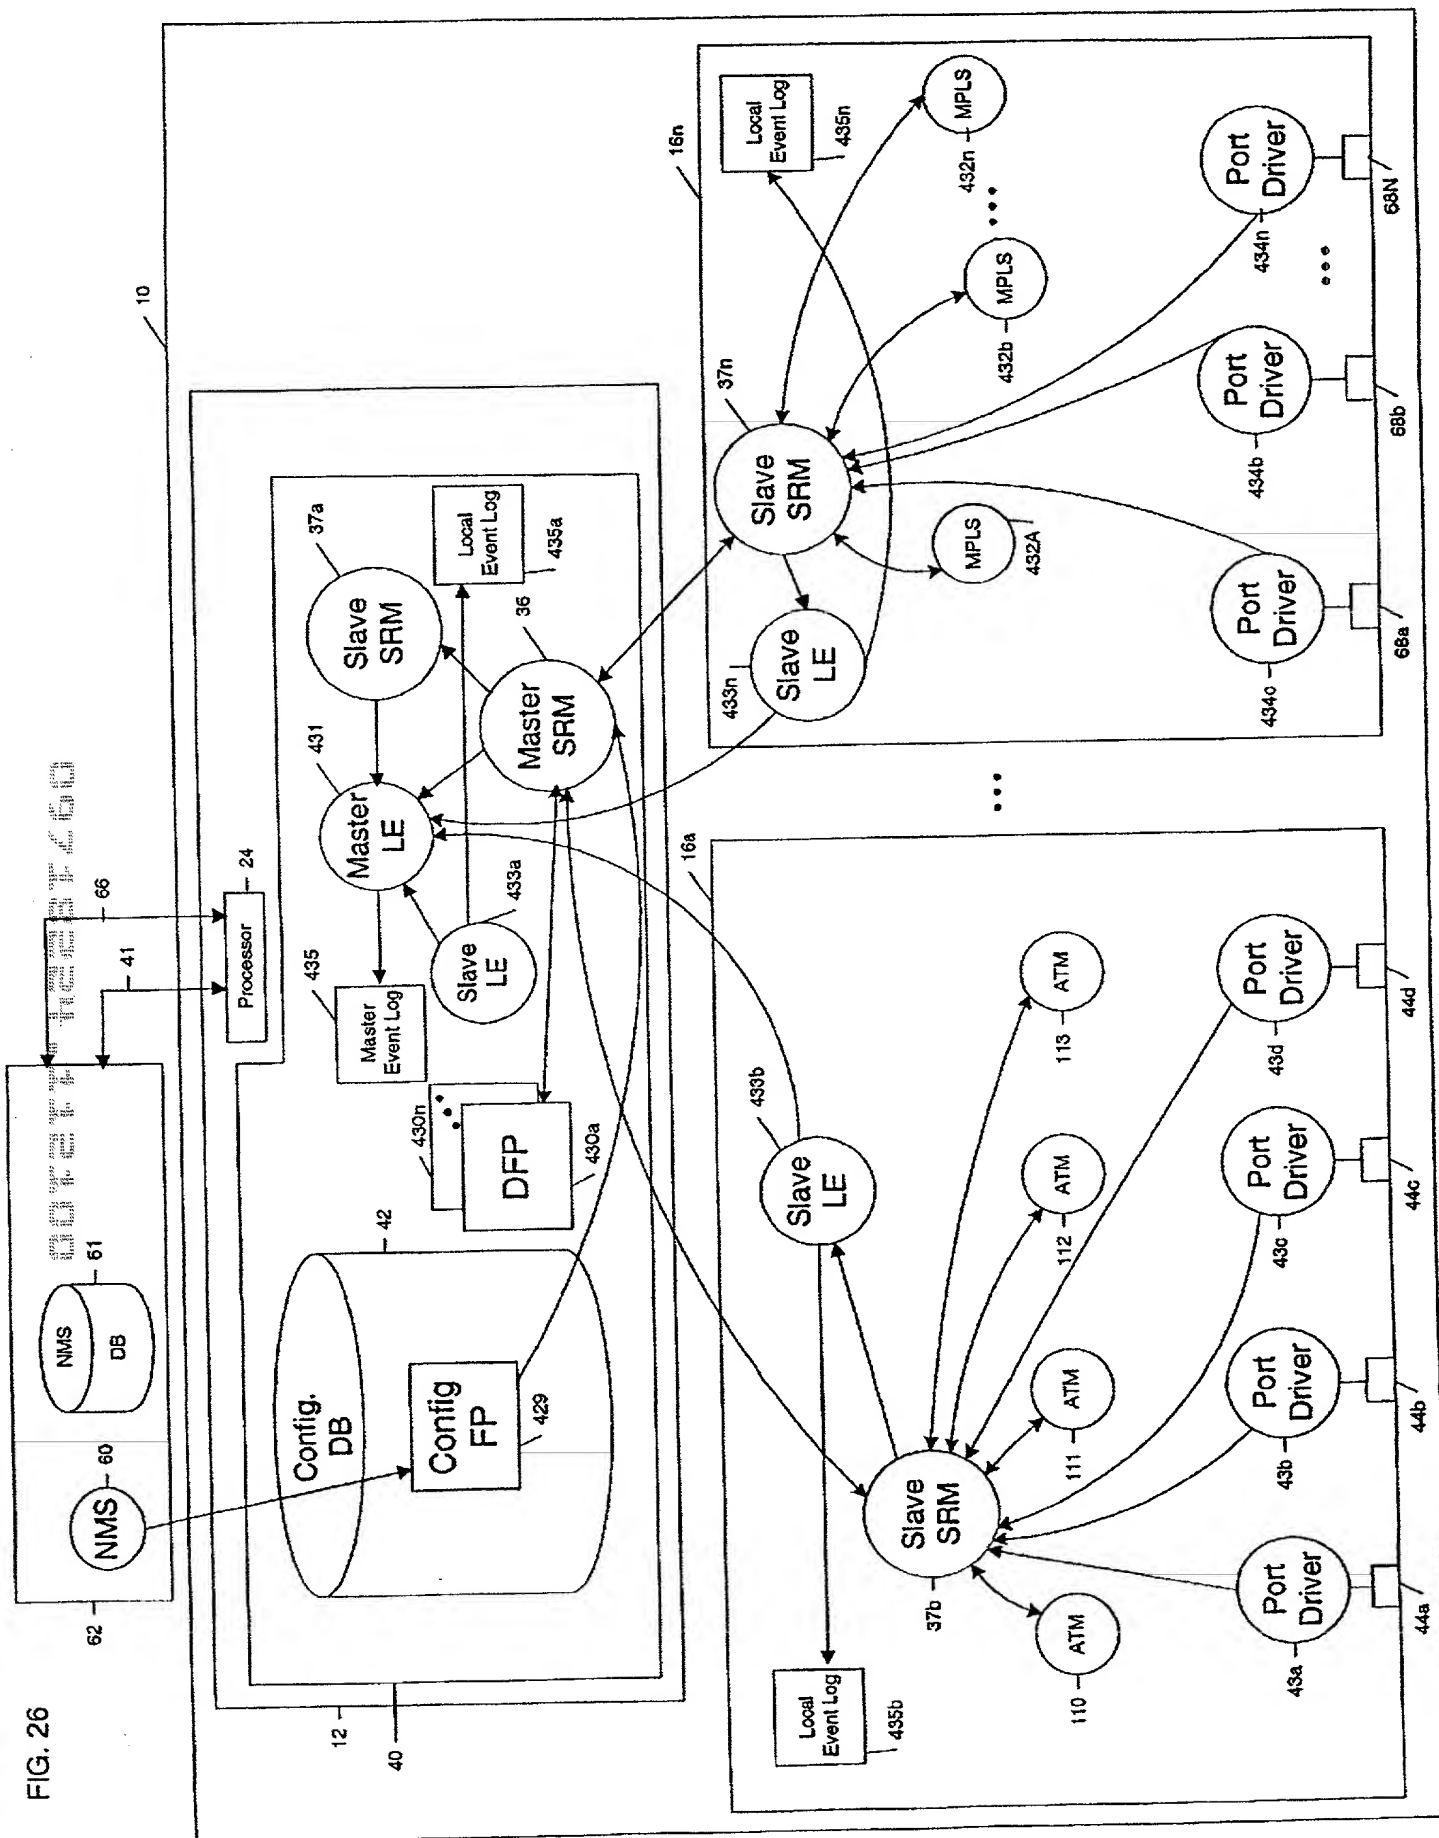 FIG. 26
62
NMS
60
NMS
DB
61
41
66
10
12
40
Processor
24
Config.
DB
42
Config
FP
429
DFP
430a
430n
Master
Event Log
435
Slave
LE
433a
Master
LE
431
Slave
SRM
37a
Master
SRM
36
Local
Event Log
435a
16a
Local
Event Log
435b
Slave
LE
433b
Slave
SRM
37b
ATM
110
ATM
111
ATM
112
ATM
113
Port
Driver
43a
Port
Driver
43b
Port
Driver
43c
Port
Driver
43d
44a
44b
44c
44d
16n
Slave
LE
433n
Slave
SRM
37n
Local
Event Log
435n
MPLS
432A
MPLS
432b
MPLS
432n
Port
Driver
434c
Port
Driver
434b
Port
Driver
434n
68a
68b
68N